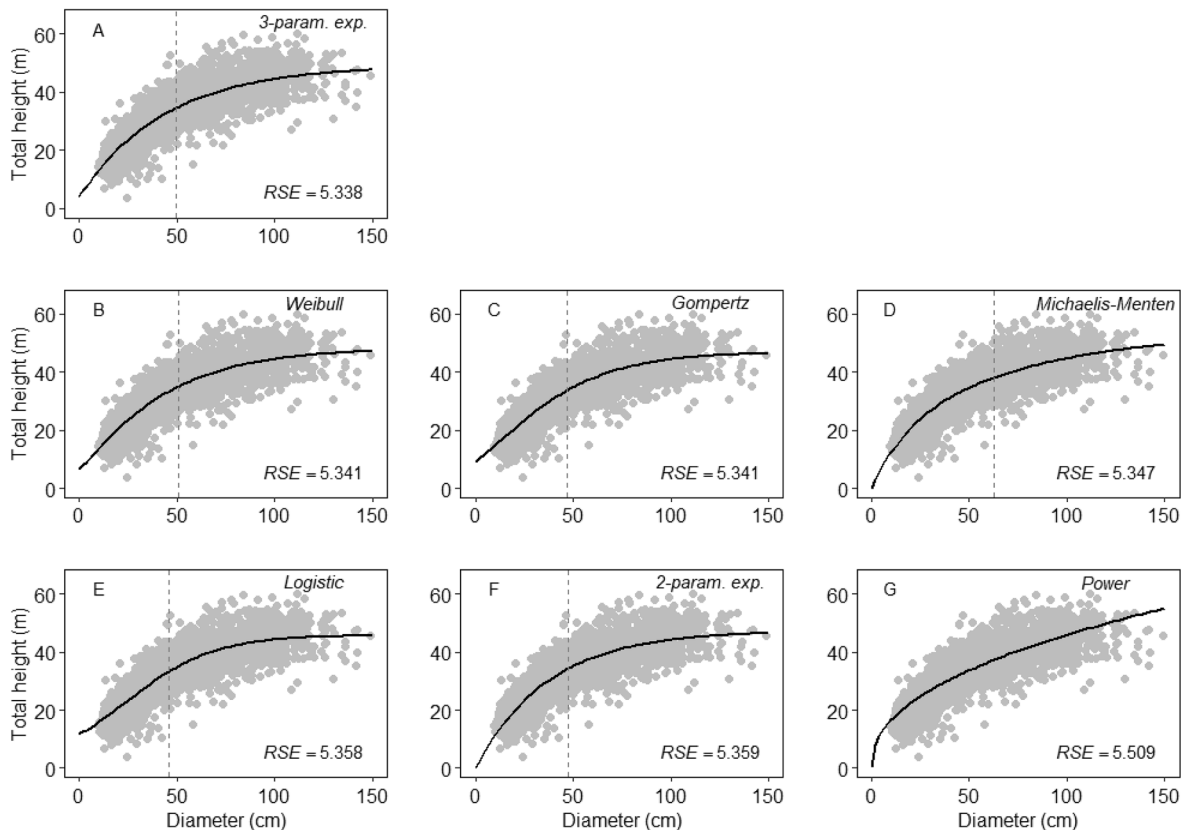 A
3-param. exp.
Total height (m)
60
40
20
0
RSE = 5.338
0 50 100 150
B
Weibull
Total height (m)
60
40
20
0
RSE = 5.341
0 50 100 150
C
Gompertz
60
40
20
0
RSE = 5.341
0 50 100 150
D
Michaelis-Menten
60
40
20
0
RSE = 5.347
0 50 100 150
E
Logistic
Total height (m)
60
40
20
0
RSE = 5.358
0 50 100 150
Diameter (cm)
F
2-param. exp.
60
40
20
0
RSE = 5.359
0 50 100 150
Diameter (cm)
G
Power
60
40
20
0
RSE = 5.509
0 50 100 150
Diameter (cm)